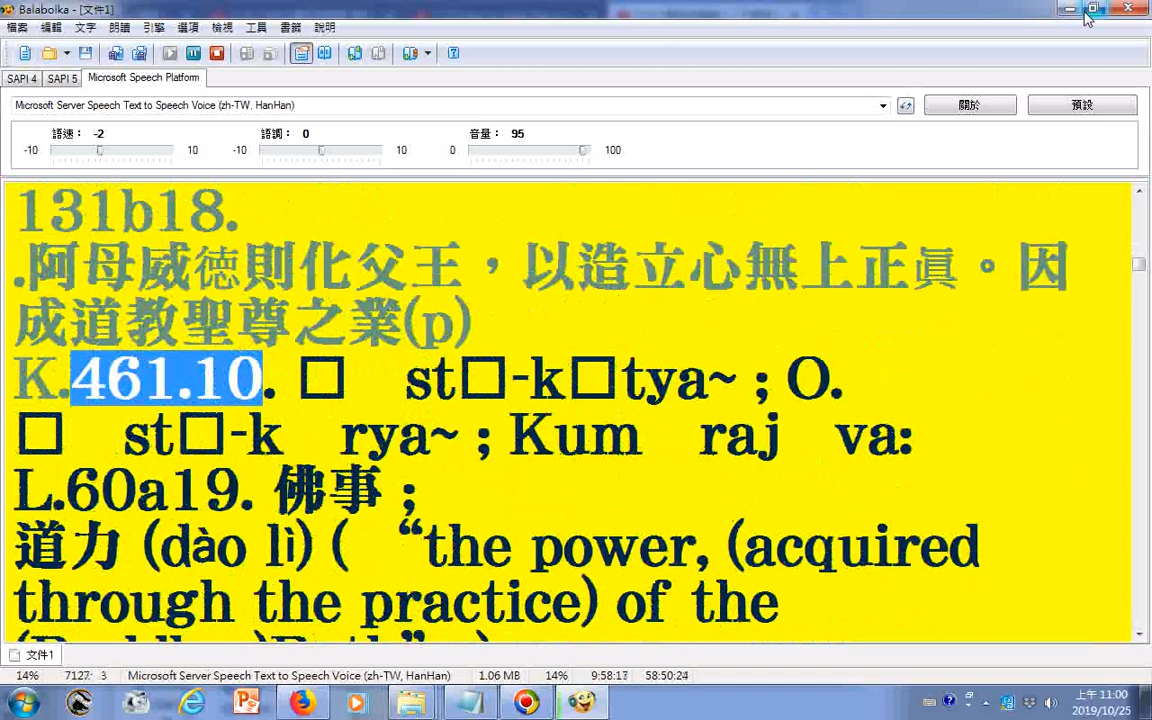 Balabolka - [文件1]
檔案 編輯 文字 朗讀 引擎 選項 檢視 工具 書籤 說明
SAPI 4 SAPI 5 Microsoft Speech Platform
Microsoft Server Speech Text to Speech Voice (zh-TW, HanHan) 關於 預設
語速： -2 語調： 0 音量： 95
-10 10 -10 10 0 100
131b18.
.阿母威德則化父王，以造立心無上正眞。因
成道教聖尊之業(p)
K.461.10. □ st□-k□tya~ ; O.
□ st□-k rya~ ; Kum raj va:
L.60a19. 佛事 ;
道力 (dào lì) ( “the power, (acquired
through the practice) of the
文件1
14% 7127 3 Microsoft Server Speech Text to Speech Voice (zh-TW, HanHan) 1.06 MB 14% 9:58:17 58:50:24
上午 11:00
2019/10/25